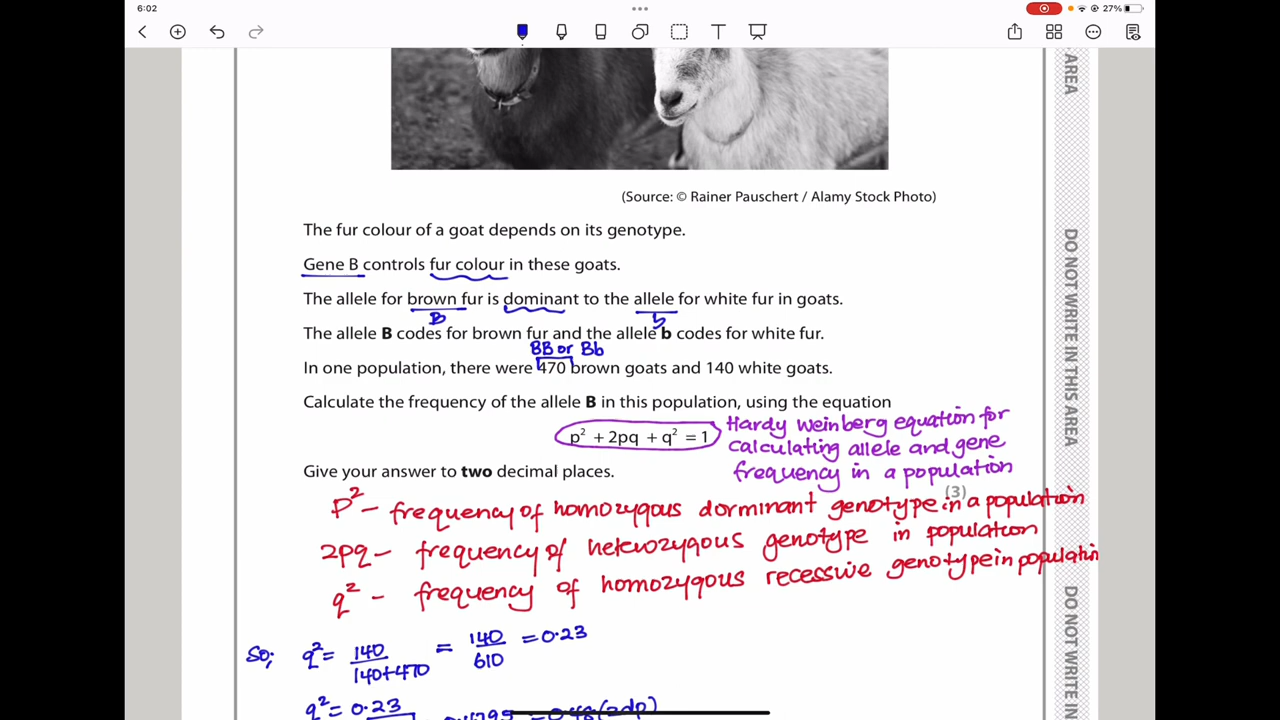 6:02
27%
AREA
(Source: © Rainer Pauschert / Alamy Stock Photo)
The fur colour of a goat depends on its genotype.
Gene B controls fur colour in these goats.
The allele for brown fur is dominant to the allele for white fur in goats.
B b
The allele B codes for brown fur and the allele b codes for white fur.
BB or Bb
In one population, there were 470 brown goats and 140 white goats.
Calculate the frequency of the allele B in this population, using the equation
p² + 2pq + q² = 1
Hardy Weinberg equation for
calculating allele and gene
frequency in a population
Give your answer to two decimal places.
(3)
P² - frequency of homozygous dorminant genotype in a population
2pq - frequency of heterozygous genotype in population
q² - frequency of homozygous recessive genotype in population
So; q² = 140/140+470 = 140/610 = 0.23
q² = 0.23
= 0.48 (2dp)
DO NOT WRITE IN THIS AREA
DO NOT WRITE IN